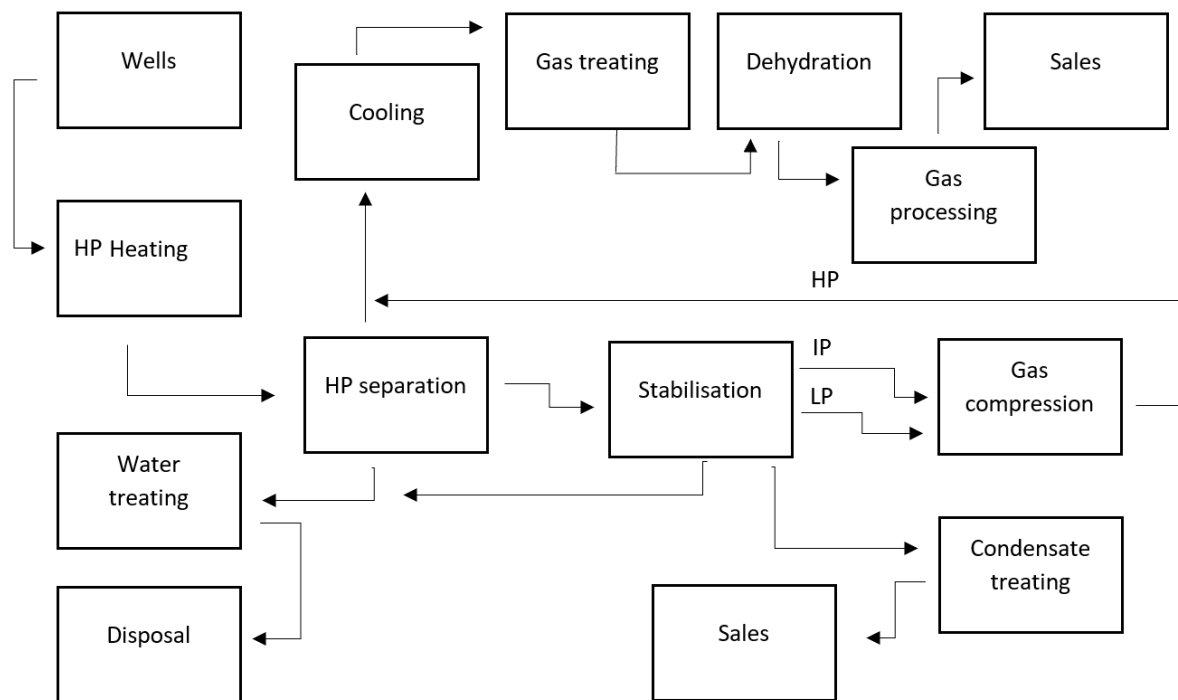 Wells
Cooling
Gas treating
Dehydration
Sales
Gas
processing
HP Heating
HP
HP separation
Stabilisation
IP
LP
Gas
compression
Water
treating
Condensate
treating
Disposal
Sales